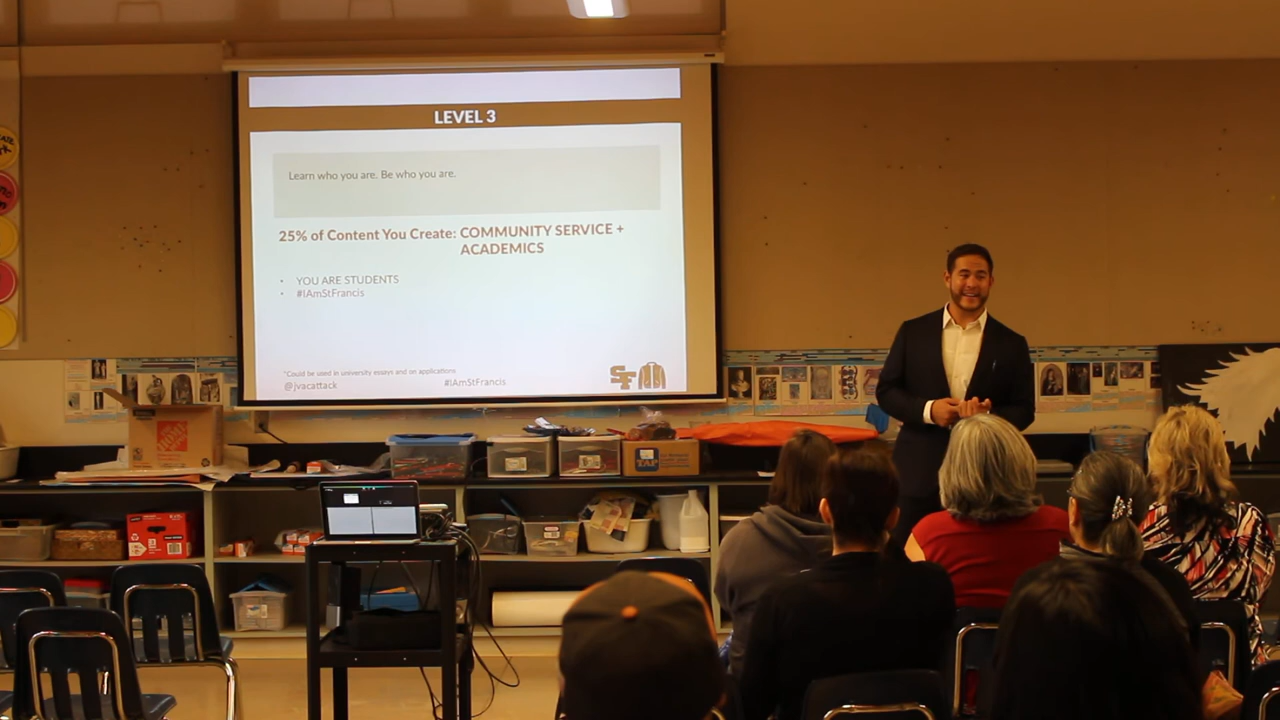 LEVEL 3
Learn who you are. Be who you are.
25% of Content You Create: COMMUNITY SERVICE +
ACADEMICS
• YOU ARE STUDENTS
• #IAmStFrancis
*Could be used in university essays and on applications
@jvacattack
#IAmStFrancis
SF
TAP